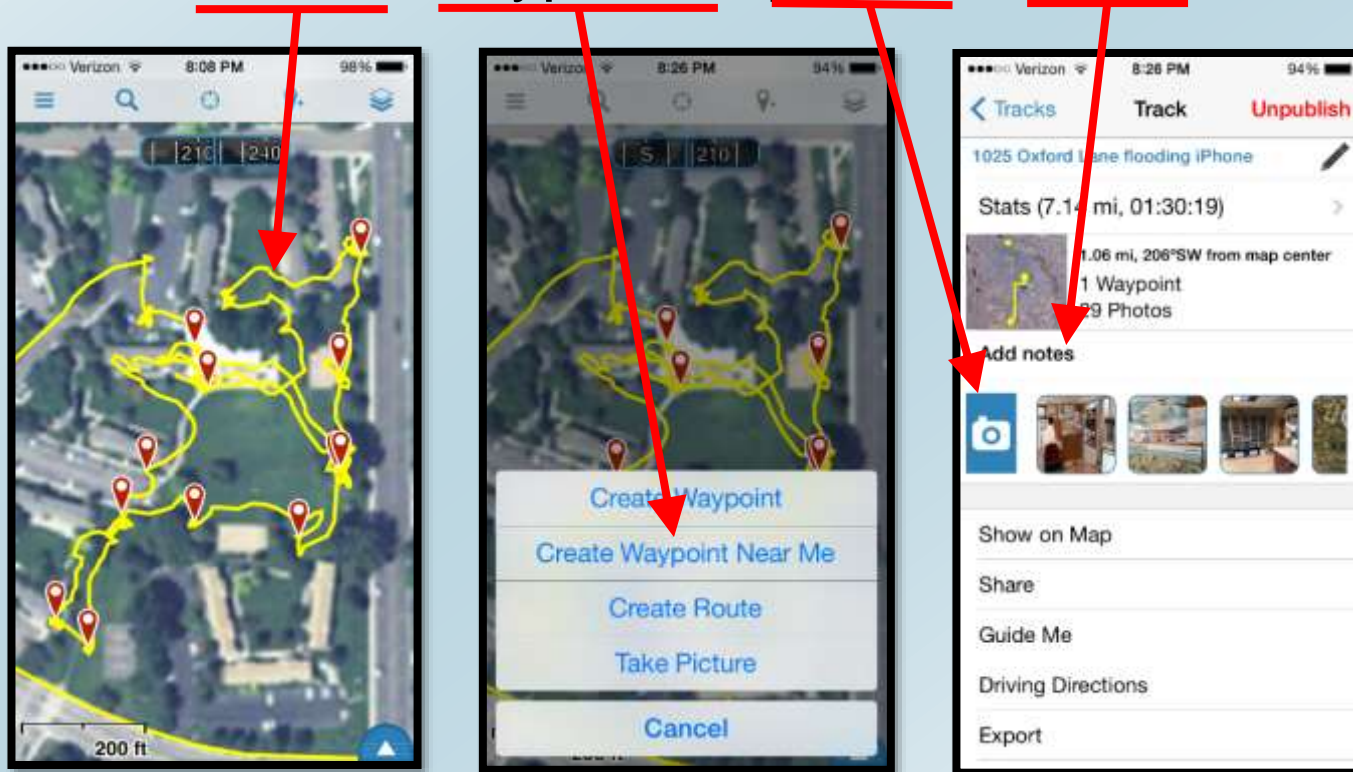 Verizon 8:08 PM 98%
210 240
200 ft
Verizon 8:26 PM 94%
S 210
Create Waypoint
Create Waypoint Near Me
Create Route
Take Picture
Cancel
Verizon 8:26 PM 94%
Tracks Track Unpublish
1025 Oxford Lane flooding iPhone
Stats (7.14 mi, 01:30:19)
1.06 mi, 206°SW from map center
1 Waypoint
29 Photos
Add notes
Show on Map
Share
Guide Me
Driving Directions
Export